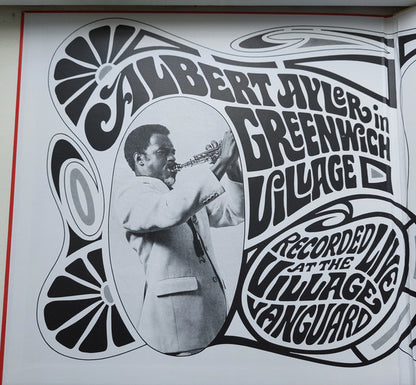 ALBERT AYLER in
GREENWICH
VILLAGE
RECORDED LIVE
AT THE
VILLAGE
VANGUARD